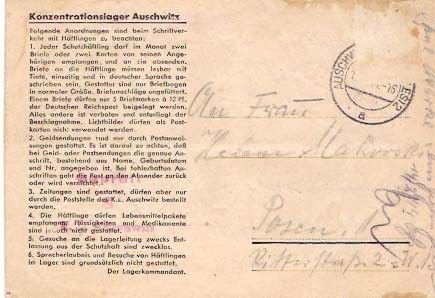 Konzentrationslager Auschwitz
Folgende Anordnungen sind beim Schriftver-
kehr mit Häftlingen zu beachten:
1. Jeder Schutzhäftling darf im Monat zwei
Briefe oder zwei Karten von seinen Ange-
hörigen empfangen und an sie absenden.
Briefe an die Häftlinge müssen lesbar mit
Tinte, einseitig und in deutscher Sprache ge-
schrieben sein. Gestattet sind nur Briefbogen
in normaler Größe. Briefumschläge ungefüttert.
Einem Briefe dürfen nur 5 Briefmarken à 12 Pf.
der Deutschen Reichspost beigelegt werden.
Alles andere ist verboten und unterliegt der
Beschlagnahme. Lichtbilder dürfen als Post-
karten nicht verwendet werden.
2. Geldsendungen sind nur durch Postanwei-
sungen gestattet. Es ist darauf zu achten, daß
bei Geld- oder Postsendungen die genaue An-
schrift, bestehend aus Name, Geburtsdatum
und Nr. angegeben ist. Bei fehlerhaften An-
schriften geht die Post an den Absender zurück
oder wird vernichtet.
3. Zeitungen sind gestattet, dürfen aber nur
durch die Poststelle des K.L. Auschwitz bestellt
werden.
4. Die Häftlinge dürfen Lebensmittelpakete
empfangen. Flüssigkeiten und Medikamente
sind jedoch nicht gestattet.
5. Gesuche an die Lagerleitung zwecks Ent-
lassung aus der Schutzhaft sind zwecklos.
6. Sprecherlaubnis und Besuche von Häftlingen
in Lager sind grundsätzlich nicht gestattet.
Der Lagerkommandant.
AUSCHW
a
An Frau
Posen